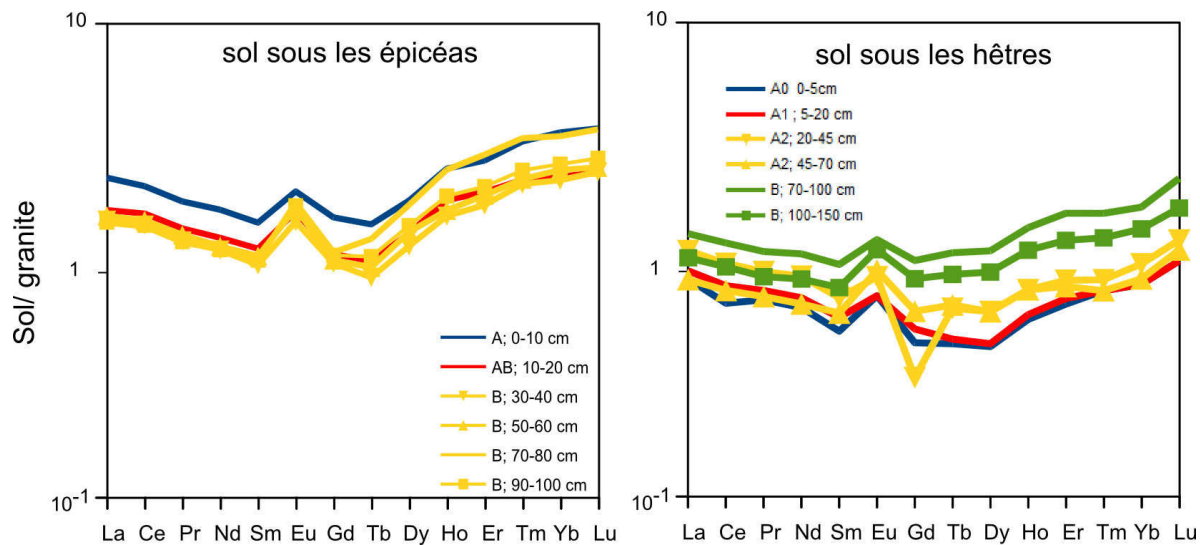 sol sous les épicéas
10
1
10-1
Sol/ granite
A; 0-10 cm
AB; 10-20 cm
B; 30-40 cm
B; 50-60 cm
B; 70-80 cm
B; 90-100 cm
La Ce Pr Nd Sm Eu Gd Tb Dy Ho Er Tm Yb Lu
sol sous les hêtres
10
1
10-1
A0 0-5cm
A1 ; 5-20 cm
A2; 20-45 cm
A2; 45-70 cm
B; 70-100 cm
B; 100-150 cm
La Ce Pr Nd Sm Eu Gd Tb Dy Ho Er Tm Yb Lu